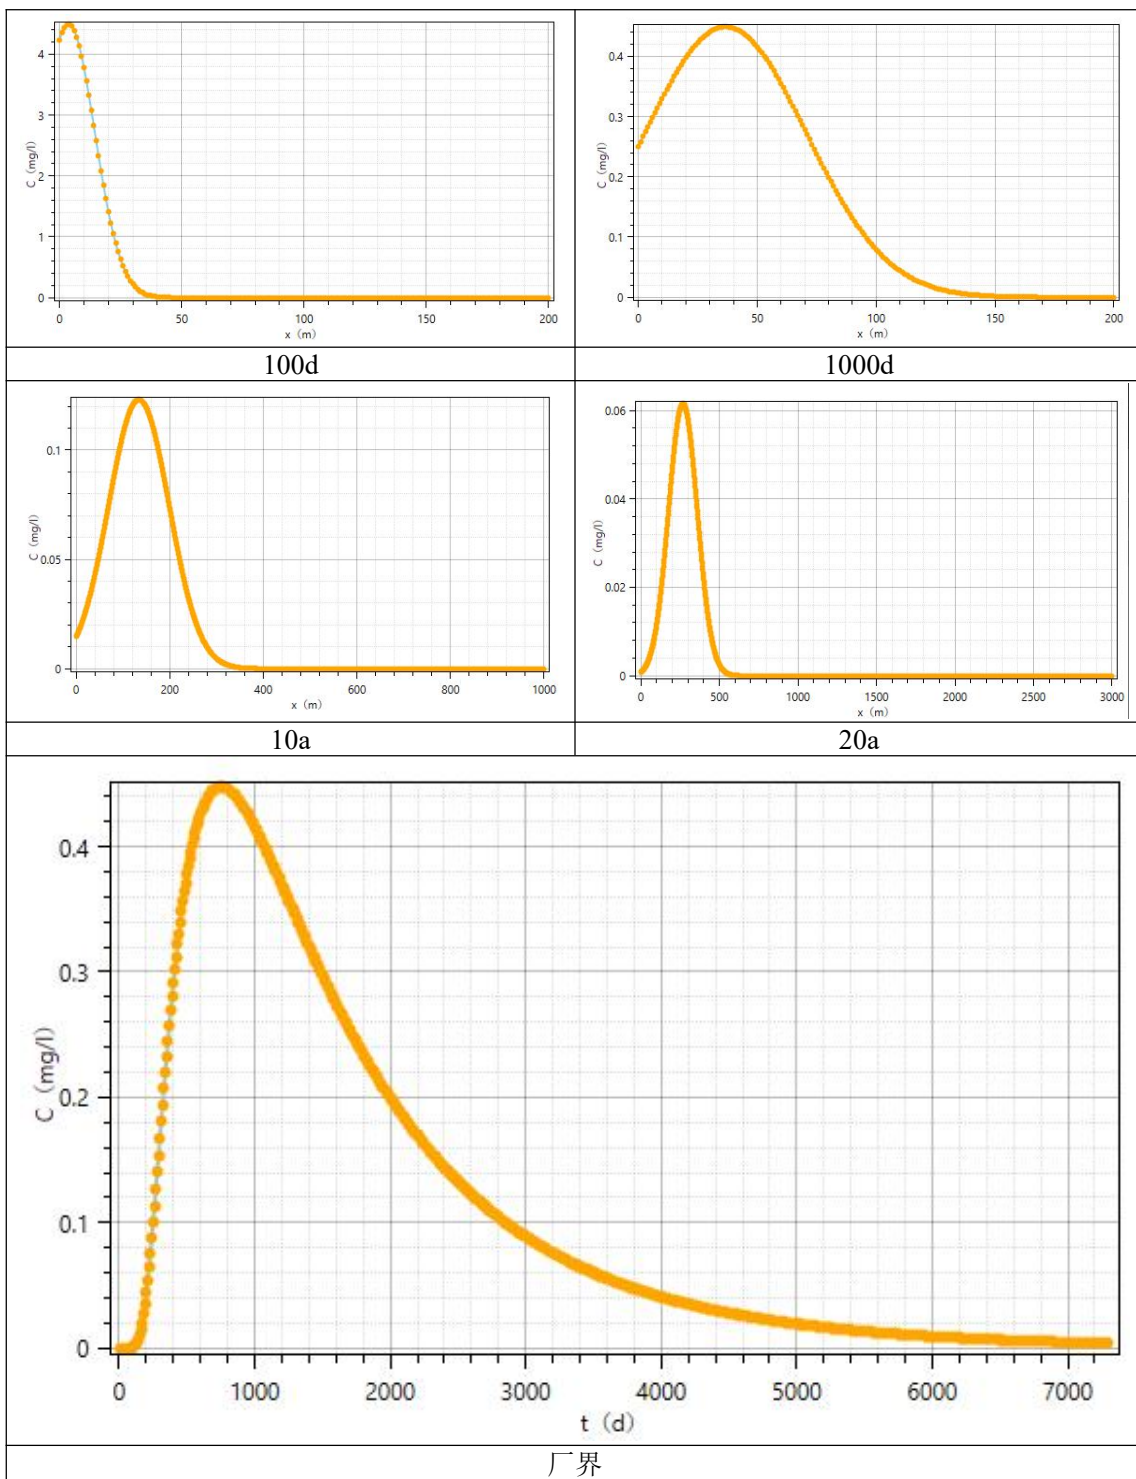 4
3
2
1
0
C (mg/l)
0 50 100 150 200
x (m)
0.4
0.3
0.2
0.1
0
C (mg/l)
0 50 100 150 200
x (m)
100d 1000d
0.1
0.05
0
C (mg/l)
0 200 400 600 800 1000
x (m)
0.06
0.04
0.02
0
C (mg/l)
0 500 1000 1500 2000 2500 3000
x (m)
10a 20a
0.4
0.3
0.2
0.1
0
C (mg/l)
0 1000 2000 3000 4000 5000 6000 7000
t (d)
厂界